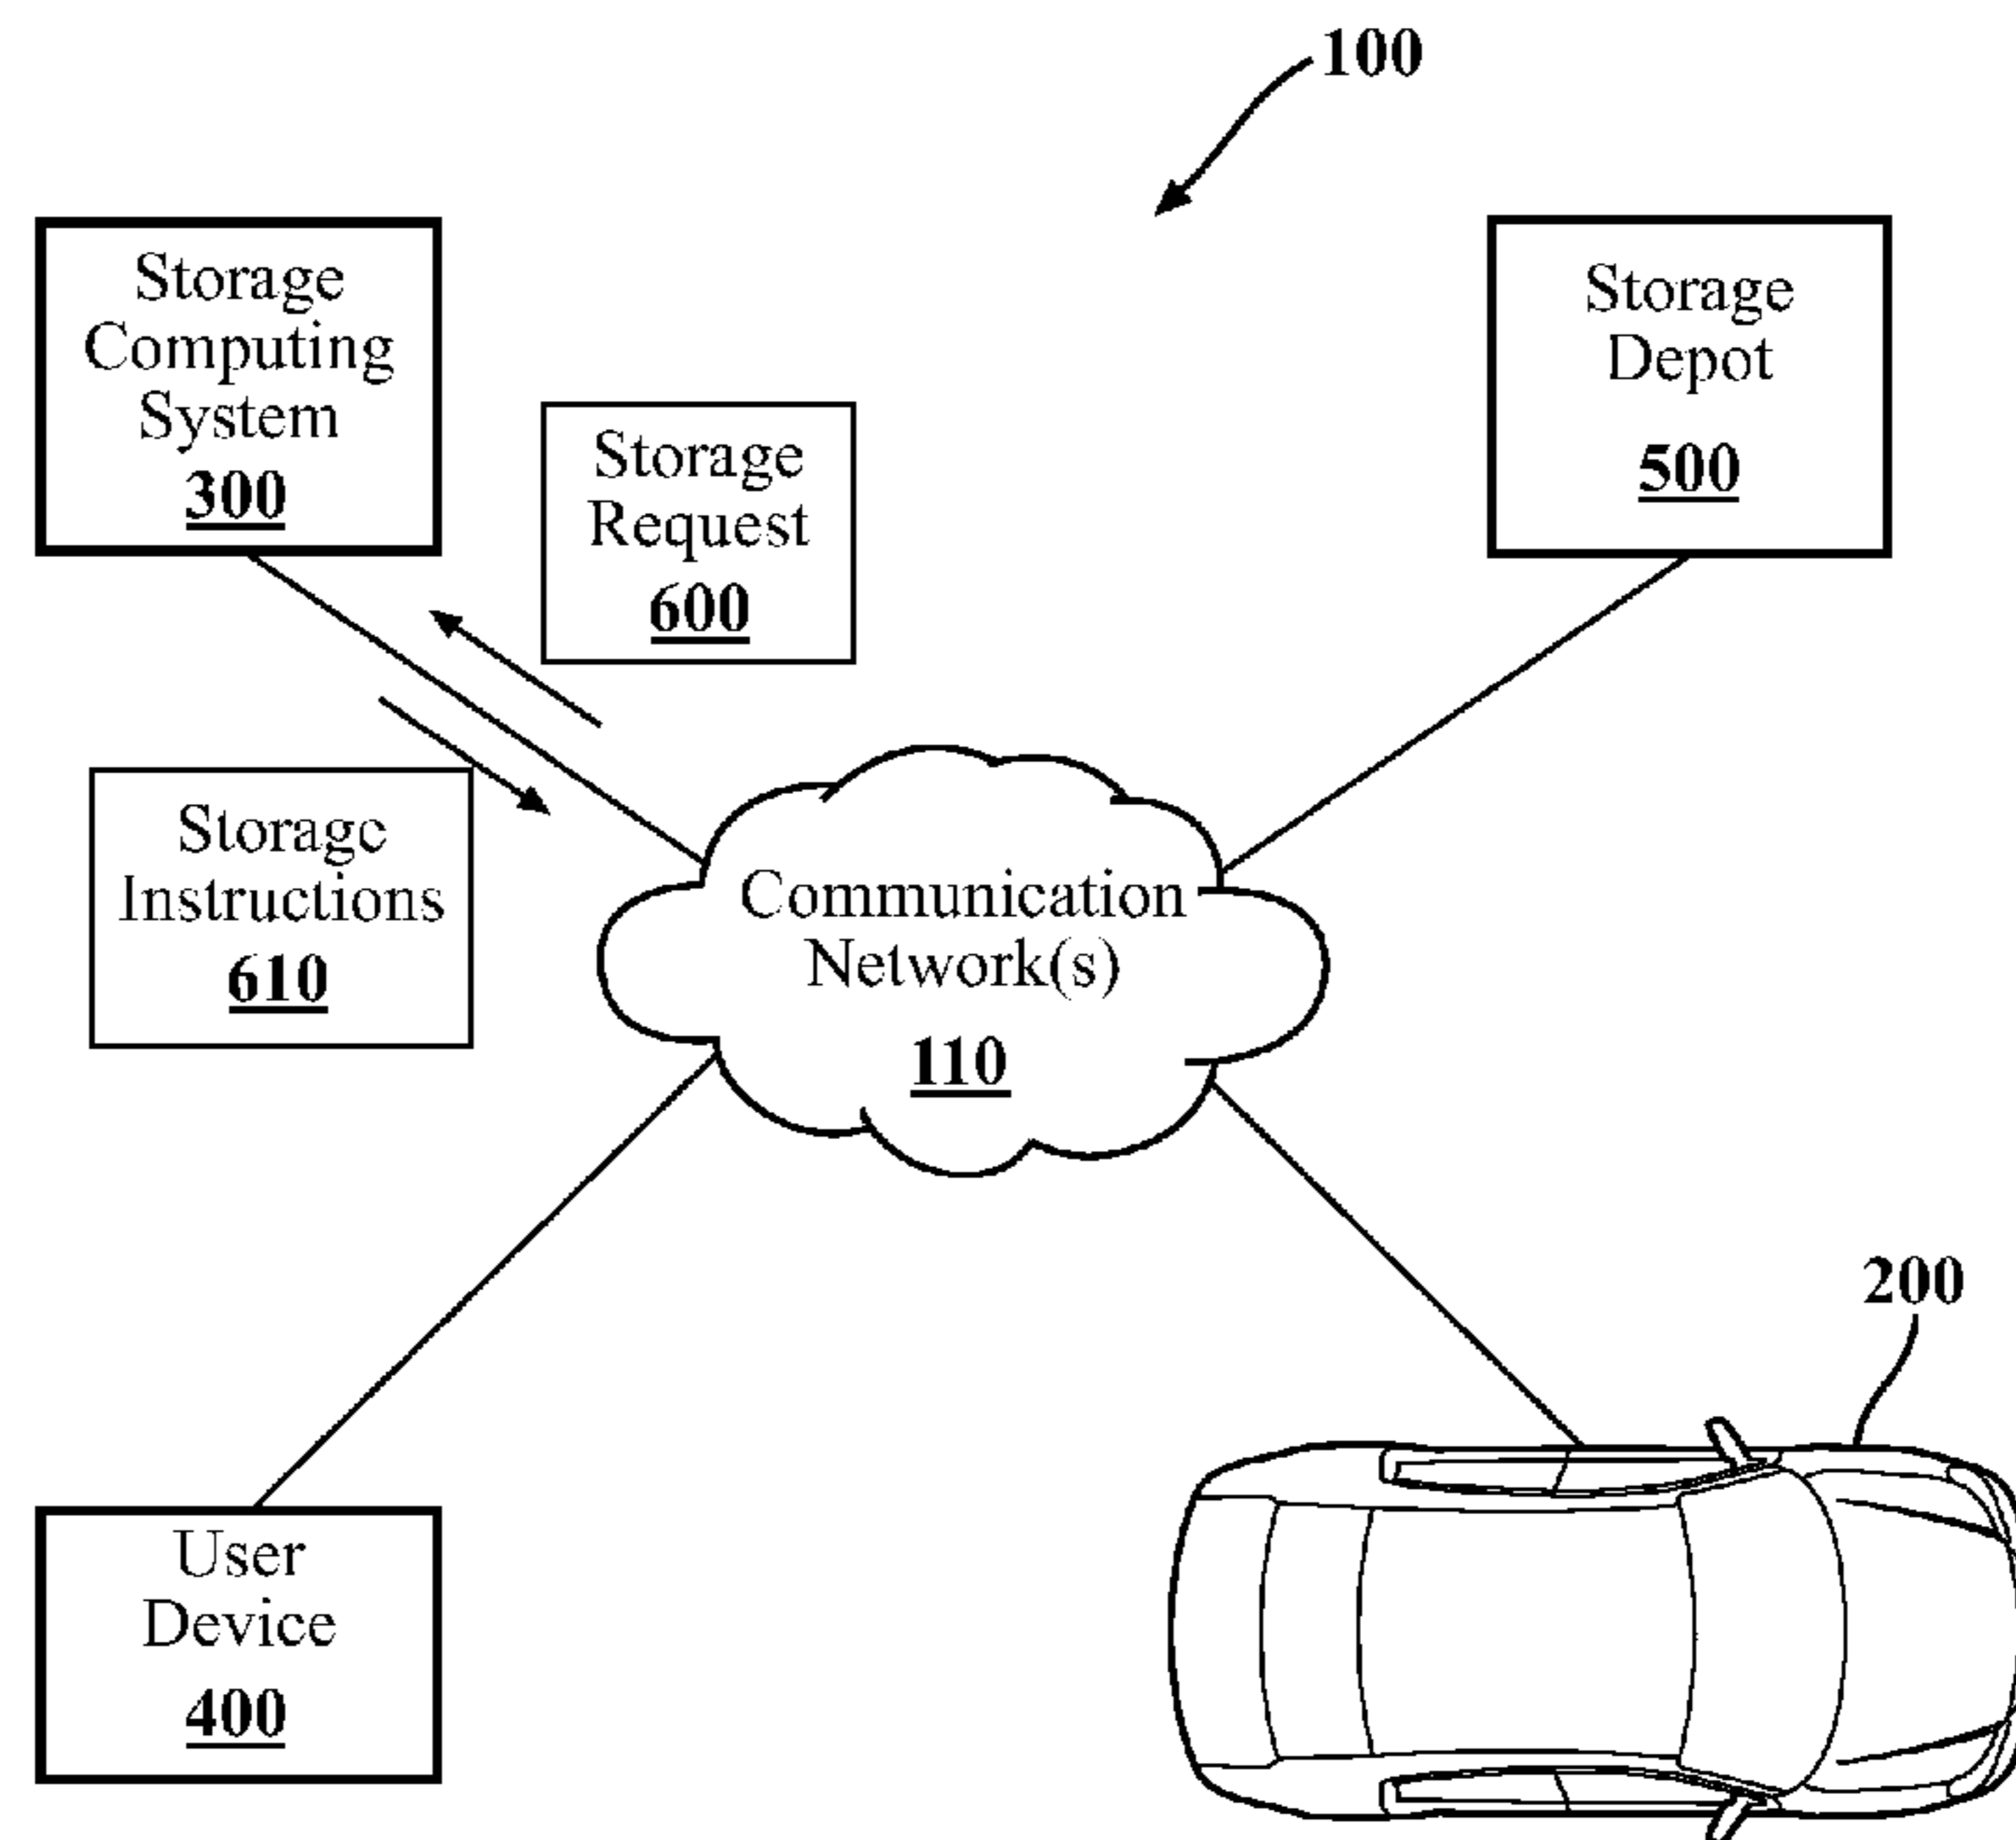 100
Storage
Computing
System
300
Storage
Depot
500
Storage
Request
600
Storage
Instructions
610
Communication
Network(s)
110
200
User
Device
400